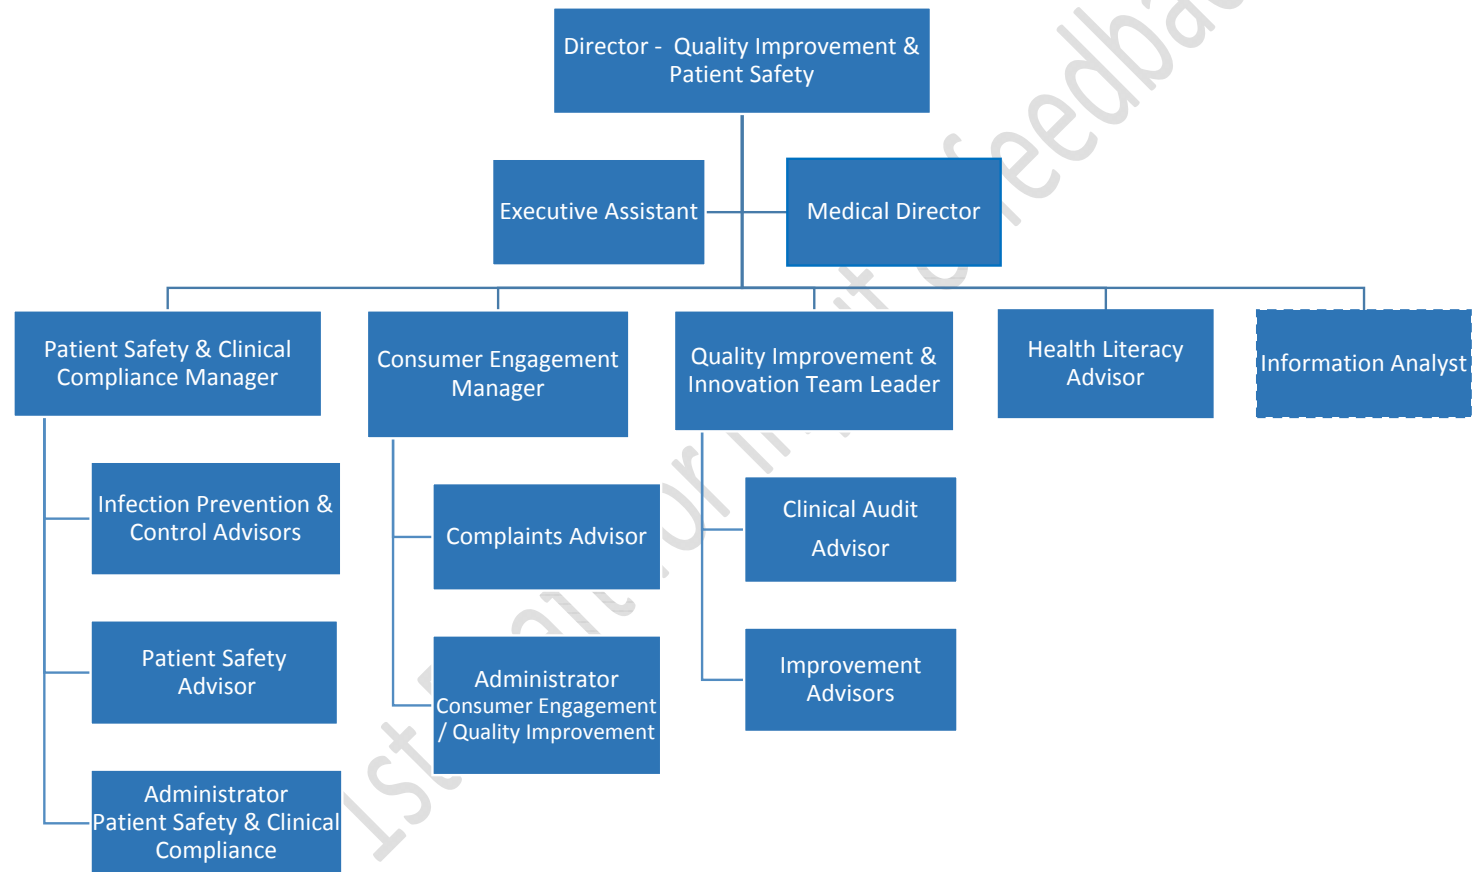 Director - Quality Improvement &
Patient Safety
Executive Assistant
Medical Director
Patient Safety & Clinical
Compliance Manager
Consumer Engagement
Manager
Quality Improvement &
Innovation Team Leader
Health Literacy
Advisor
Information Analyst
Infection Prevention &
Control Advisors
Patient Safety
Advisor
Administrator
Patient Safety & Clinical
Compliance
Complaints Advisor
Administrator
Consumer Engagement
/ Quality Improvement
Clinical Audit
Advisor
Improvement
Advisors
1st